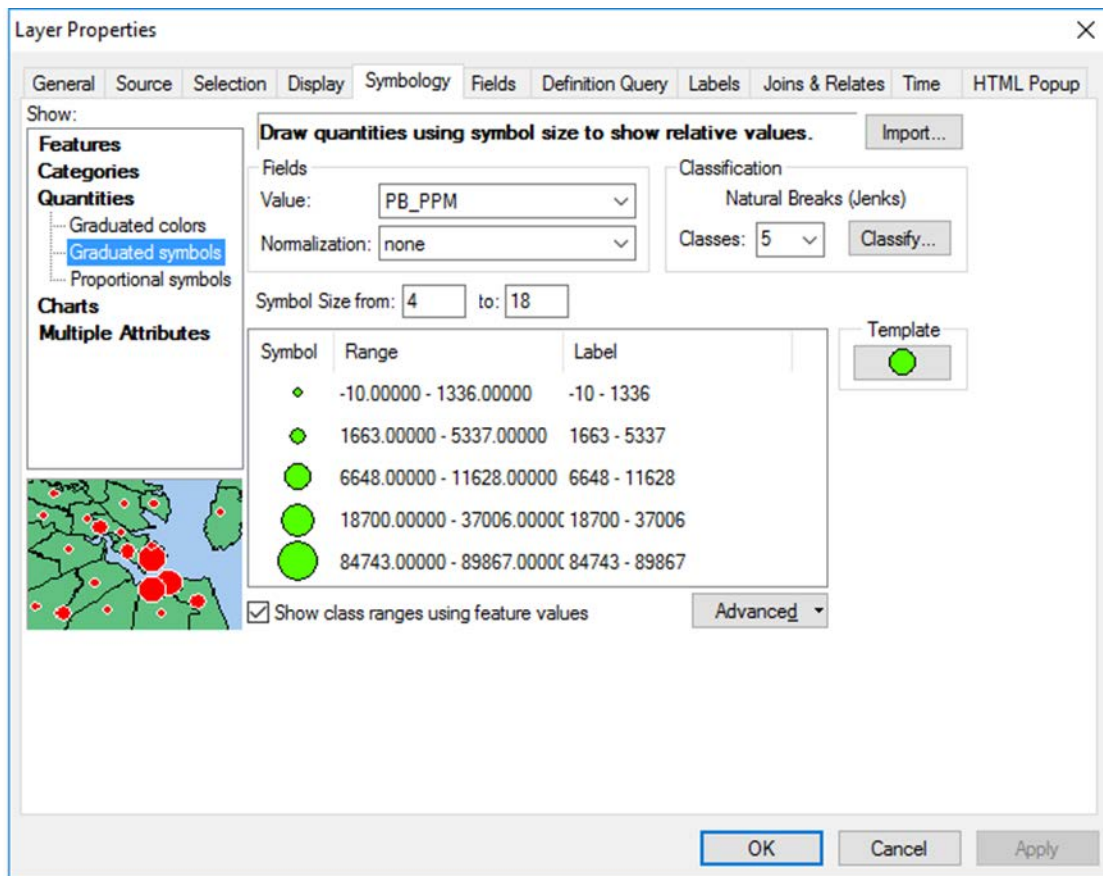 Layer Properties
General Source Selection Display Symbology Fields Definition Query Labels Joins & Relates Time HTML Popup
Show:
Features
Categories
Quantities
Graduated colors
Graduated symbols
Proportional symbols
Charts
Multiple Attributes
Draw quantities using symbol size to show relative values.
Import...
Fields
Value: PB_PPM
Normalization: none
Classification
Natural Breaks (Jenks)
Classes: 5 Classify...
Symbol Size from: 4 to: 18
Symbol Range Label
-10.00000 - 1336.00000 -10 - 1336
1663.00000 - 5337.00000 1663 - 5337
6648.00000 - 11628.00000 6648 - 11628
18700.00000 - 37006.0000 18700 - 37006
84743.00000 - 89867.0000 84743 - 89867
Template
Show class ranges using feature values
Advanced
OK Cancel Apply